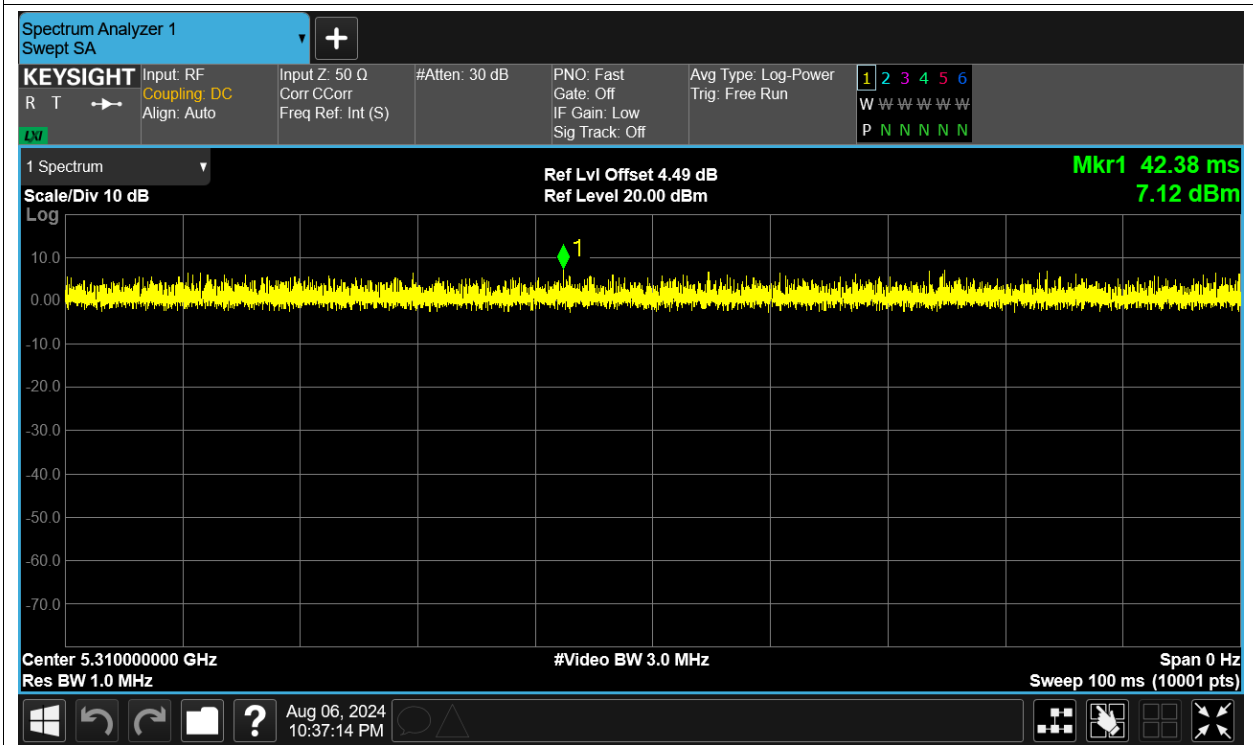 Spectrum Analyzer 1
Swept SA
KEYSIGHT
R T
LXI
Input: RF
Coupling: DC
Align: Auto
Input Z: 50 Ω
Corr CCorr
Freq Ref: Int (S)
#Atten: 30 dB
PNO: Fast
Gate: Off
IF Gain: Low
Sig Track: Off
Avg Type: Log-Power
Trig: Free Run
1 2 3 4 5 6
W W W W W W
P N N N N N
1 Spectrum
Scale/Div 10 dB
Log
Ref Lvl Offset 4.49 dB
Ref Level 20.00 dBm
Mkr1 42.38 ms
7.12 dBm
1
10.0
0.00
-10.0
-20.0
-30.0
-40.0
-50.0
-60.0
-70.0
Center 5.310000000 GHz
Res BW 1.0 MHz
#Video BW 3.0 MHz
Span 0 Hz
Sweep 100 ms (10001 pts)
?
Aug 06, 2024
10:37:14 PM